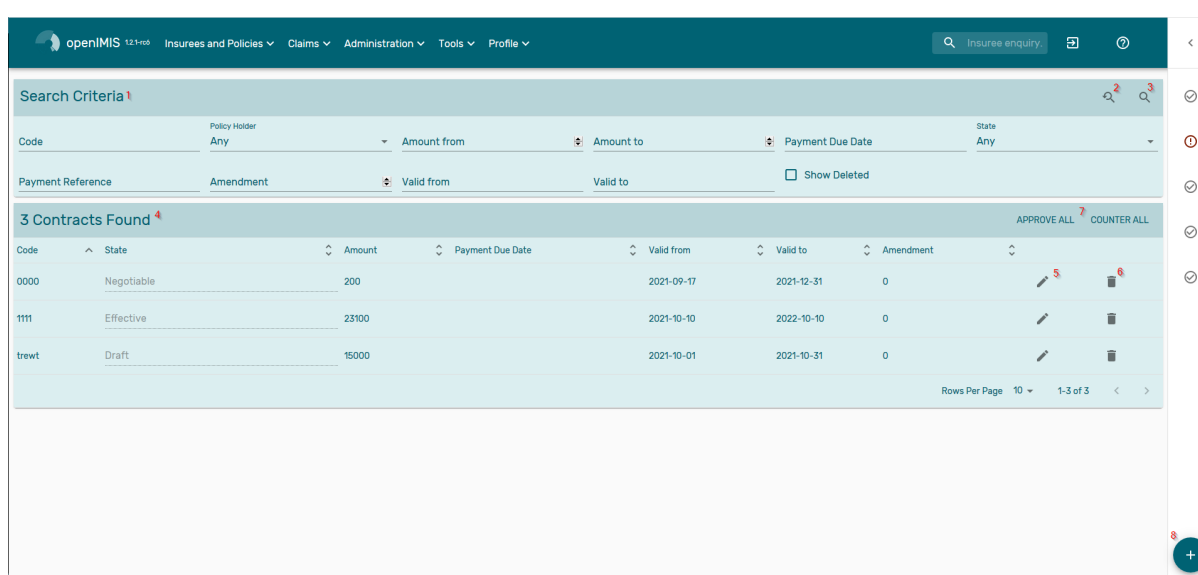 openIMIS 1.2.1-rc6 Insurees and Policies Claims Administration Tools Profile Insuree enquiry.
Search Criteria 1 2 3
Policy Holder State
Code Any Amount from Amount to Payment Due Date Any
Payment Reference Amendment Valid from Valid to Show Deleted
3 Contracts Found 4 APPROVE ALL 7 COUNTER ALL
Code State Amount Payment Due Date Valid from Valid to Amendment
0000 Negotiable 200 2021-09-17 2021-12-31 0 5 6
1111 Effective 23100 2021-10-10 2022-10-10 0
trewt Draft 15000 2021-10-01 2021-10-31 0
Rows Per Page 10 1-3 of 3
8